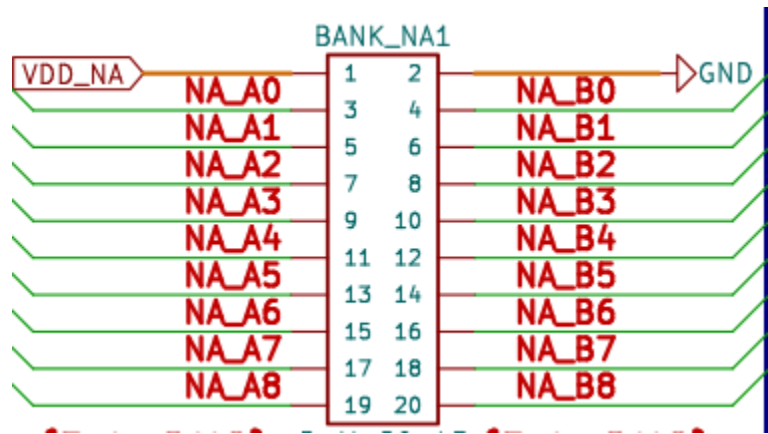 BANK_NA1
VDD_NA 1 2 GND
NA_A0 3 4 NA_B0
NA_A1 5 6 NA_B1
NA_A2 7 8 NA_B2
NA_A3 9 10 NA_B3
NA_A4 11 12 NA_B4
NA_A5 13 14 NA_B5
NA_A6 15 16 NA_B6
NA_A7 17 18 NA_B7
NA_A8 19 20 NA_B8